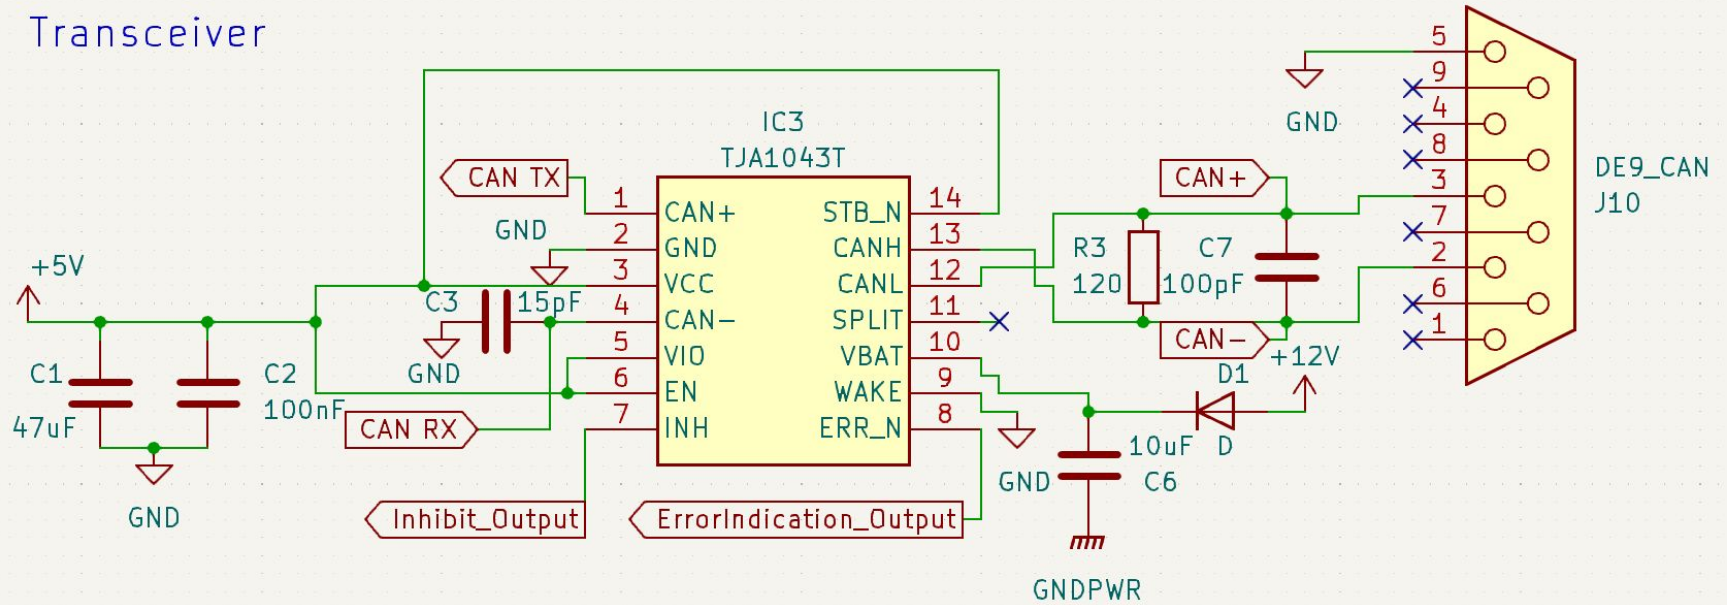 Transceiver
+5V
C1
47uF
C2
100nF
GND
CAN TX
GND
C3
15pF
GND
CAN RX
Inhibit_Output
ErrorIndication_Output
IC3
TJA1043T
1
CAN+
2
GND
3
VCC
4
CAN-
5
VIO
6
EN
7
INH
14
STB_N
13
CANH
12
CANL
11
SPLIT
10
VBAT
9
WAKE
8
ERR_N
GND
10uF
C6
GNDPWR
D1
D
+12V
R3
120
C7
100pF
CAN+
CAN-
GND
5
9
4
8
3
7
2
6
1
DE9_CAN
J10